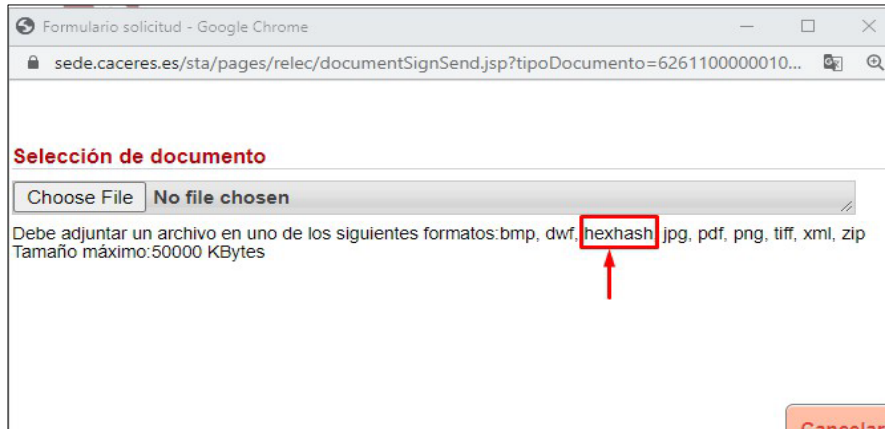 Formulario solicitud - Google Chrome
sede.caceres.es/sta/pages/relec/documentSignSend.jsp?tipoDocumento=6261100000010...
Selección de documento
Choose File No file chosen
Debe adjuntar un archivo en uno de los siguientes formatos:bmp, dwf, hexhash, jpg, pdf, png, tiff, xml, zip
Tamaño máximo:50000 KBytes
Cancelar